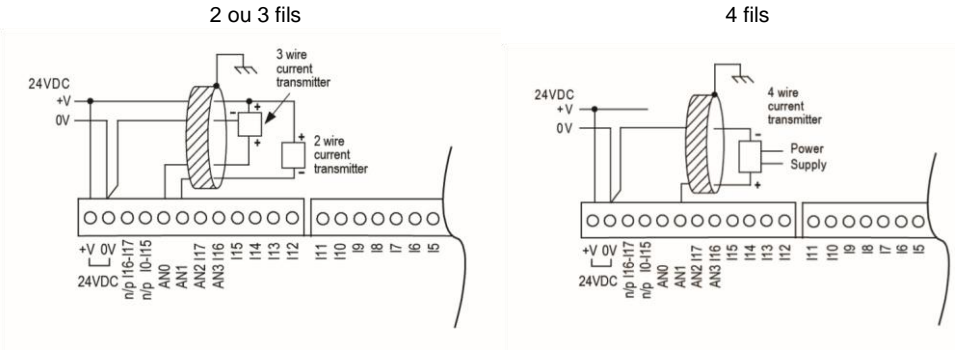 2 ou 3 fils
3 wire
current
transmitter
24VDC
+V
0V
-
+
+
+
2 wire
current
transmitter
-
+V 0V n/p I16-I17 n/p I0-I15 AN0 AN1 AN2 I17 AN3 I16 I15 I14 I13 I12 I11 I10 I9 I8 I7 I6 I5
24VDC
4 fils
4 wire
current
transmitter
24VDC
+V
0V
-
Power
Supply
+
+V 0V n/p I16-I17 n/p I0-I15 AN0 AN1 AN2 I17 AN3 I16 I15 I14 I13 I12 I11 I10 I9 I8 I7 I6 I5
24VDC